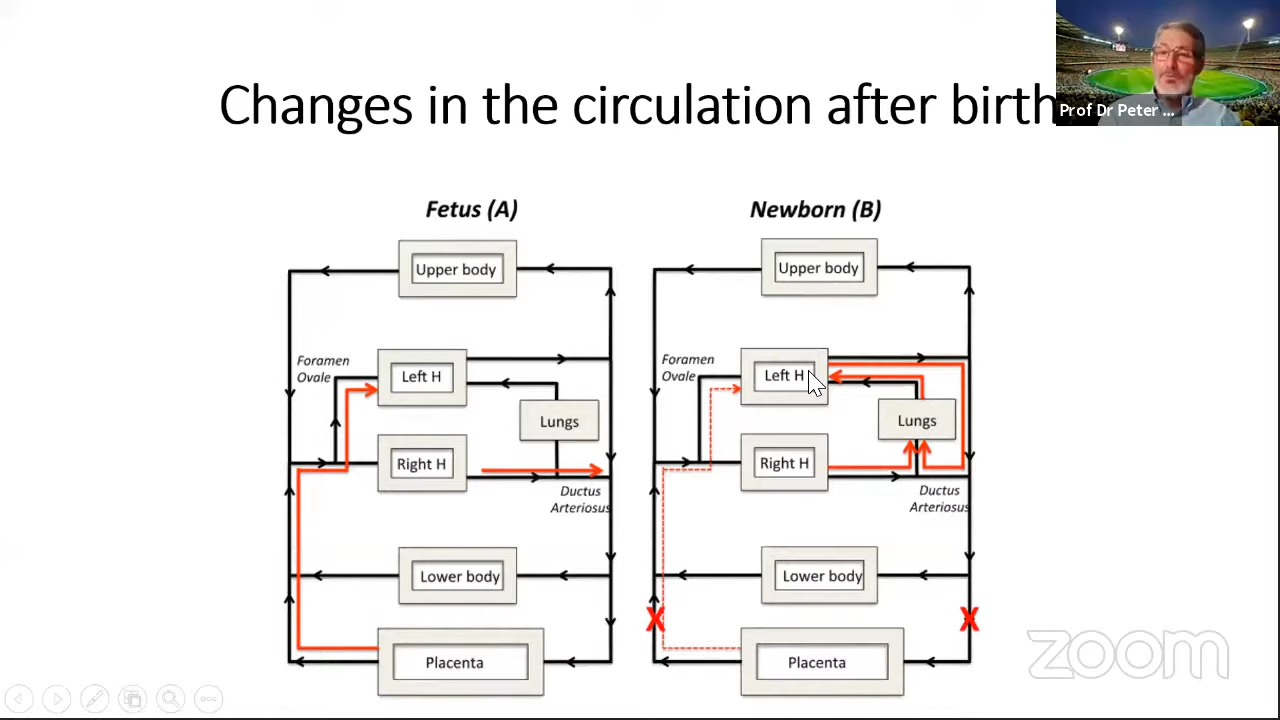 Changes in the circulation after birth
Prof Dr Peter ...
Fetus (A)
Newborn (B)
Upper body
Upper body
Foramen
Ovale
Left H
Lungs
Right H
Ductus
Arteriosus
Lower body
Placenta
Foramen
Ovale
Left H
Lungs
Right H
Ductus
Arteriosus
Lower body
Placenta
zoom